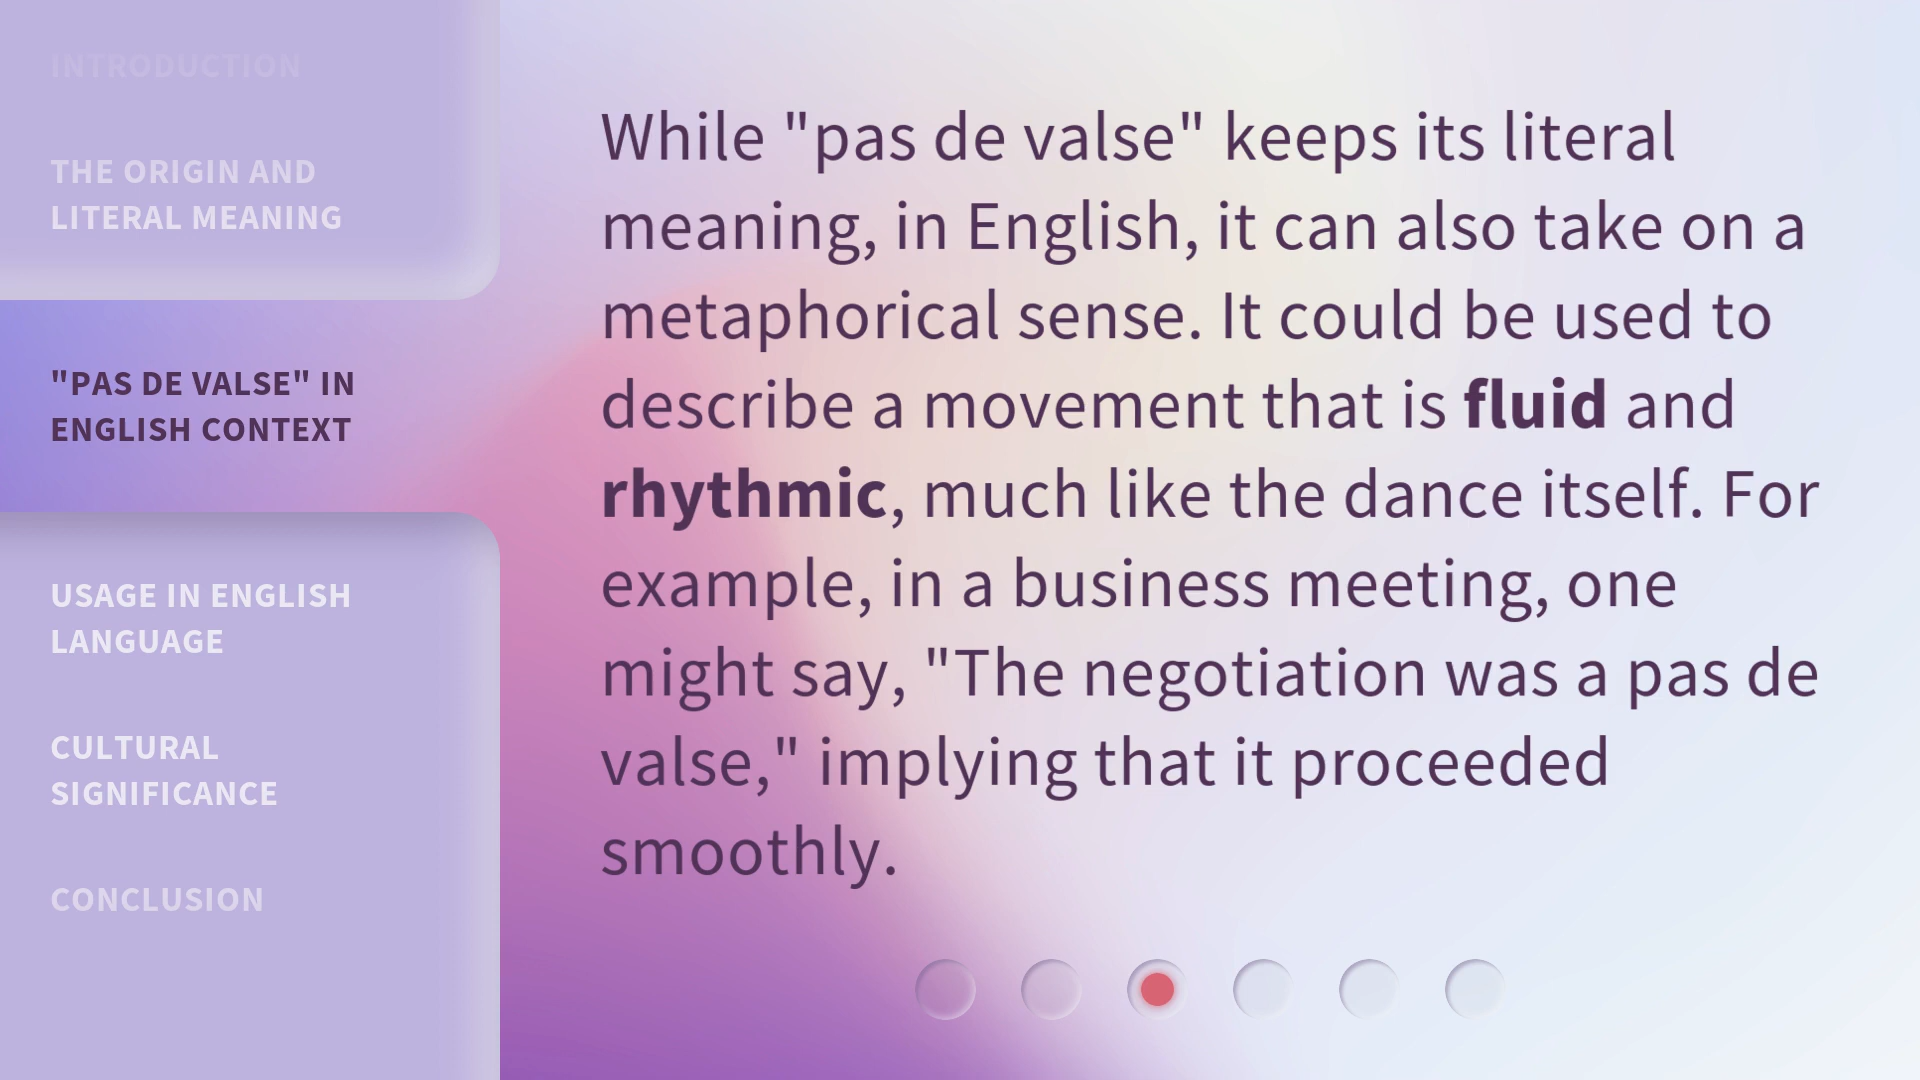 INTRODUCTION
THE ORIGIN AND
LITERAL MEANING
"PAS DE VALSE" IN
ENGLISH CONTEXT
USAGE IN ENGLISH
LANGUAGE
CULTURAL
SIGNIFICANCE
CONCLUSION
While "pas de valse" keeps its literal
meaning, in English, it can also take on a
metaphorical sense. It could be used to
describe a movement that is fluid and
rhythmic, much like the dance itself. For
example, in a business meeting, one
might say, "The negotiation was a pas de
valse," implying that it proceeded
smoothly.